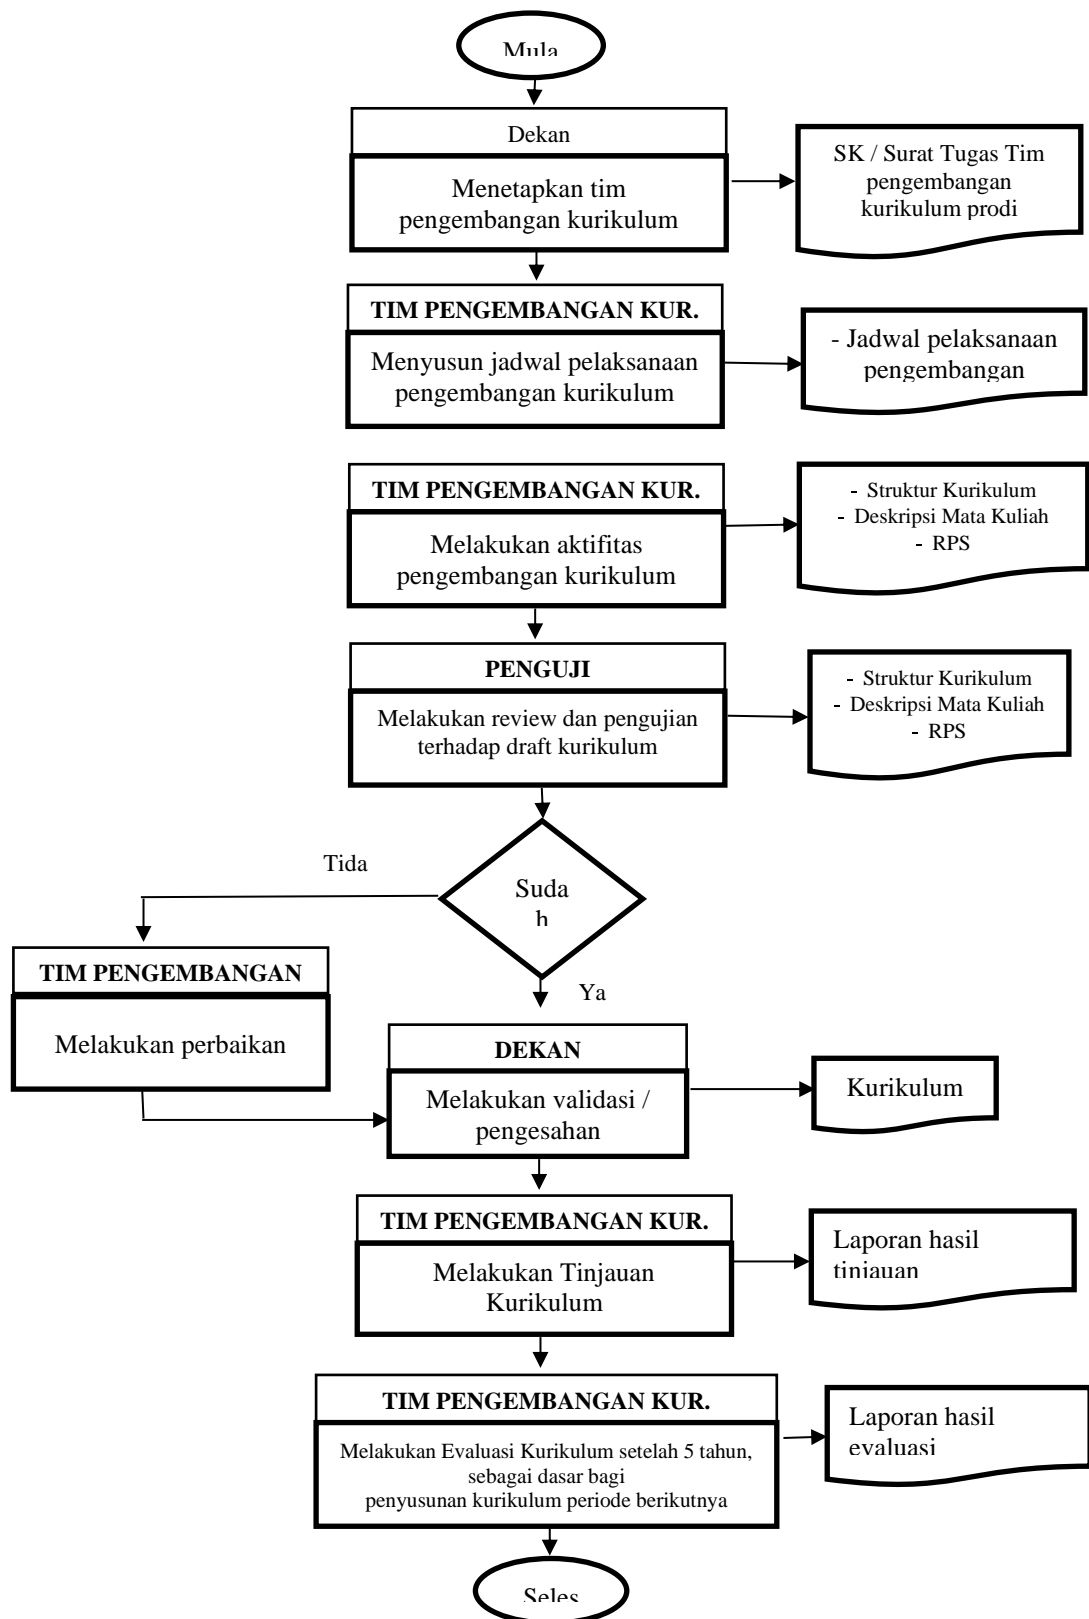 Mula
Dekan
Menetapkan tim
pengembangan kurikulum
SK / Surat Tugas Tim
pengembangan
kurikulum prodi
TIM PENGEMBANGAN KUR.
Menyusun jadwal pelaksanaan
pengembangan kurikulum
- Jadwal pelaksanaan
pengembangan
TIM PENGEMBANGAN KUR.
Melakukan aktifitas
pengembangan kurikulum
- Struktur Kurikulum
- Deskripsi Mata Kuliah
- RPS
PENGUJI
Melakukan review dan pengujian
terhadap draft kurikulum
- Struktur Kurikulum
- Deskripsi Mata Kuliah
- RPS
Tida
Suda
h
Ya
TIM PENGEMBANGAN
Melakukan perbaikan
DEKAN
Melakukan validasi /
pengesahan
Kurikulum
TIM PENGEMBANGAN KUR.
Melakukan Tinjauan
Kurikulum
Laporan hasil
tinjauan
TIM PENGEMBANGAN KUR.
Melakukan Evaluasi Kurikulum setelah 5 tahun,
sebagai dasar bagi
penyusunan kurikulum periode berikutnya
Laporan hasil
evaluasi
Seles